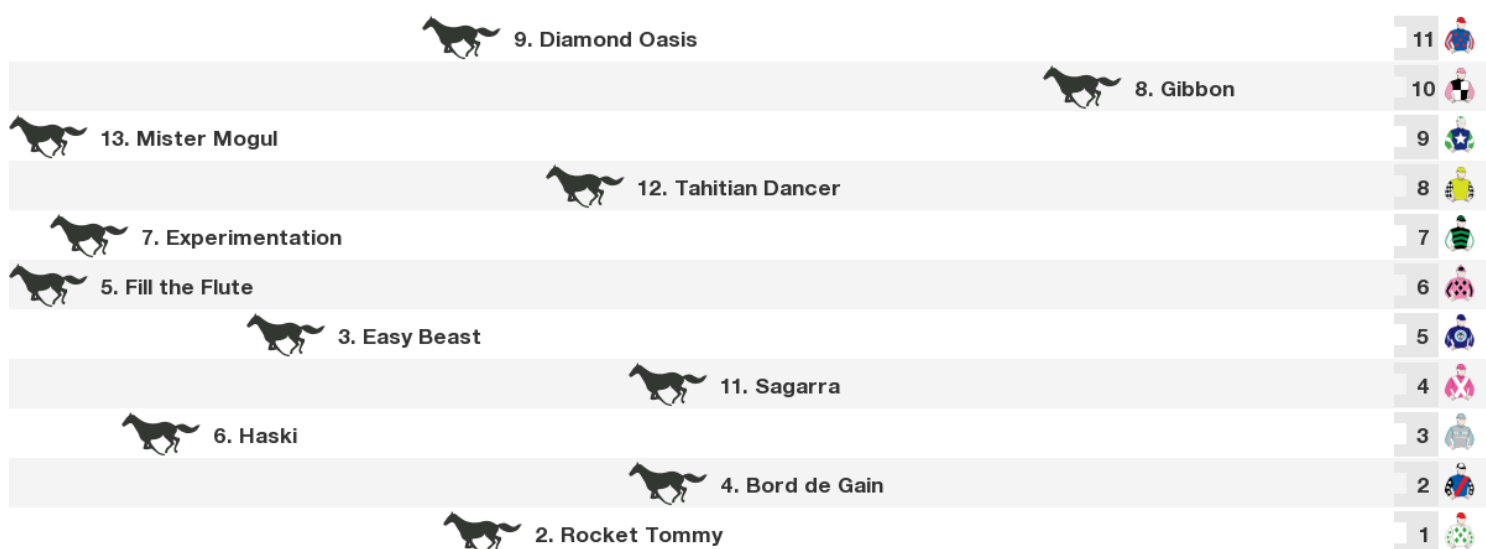 9. Diamond Oasis 11
8. Gibbon 10
13. Mister Mogul 9
12. Tahitian Dancer 8
7. Experimentation 7
5. Fill the Flute 6
3. Easy Beast 5
11. Sagarra 4
6. Haski 3
4. Bord de Gain 2
2. Rocket Tommy 1